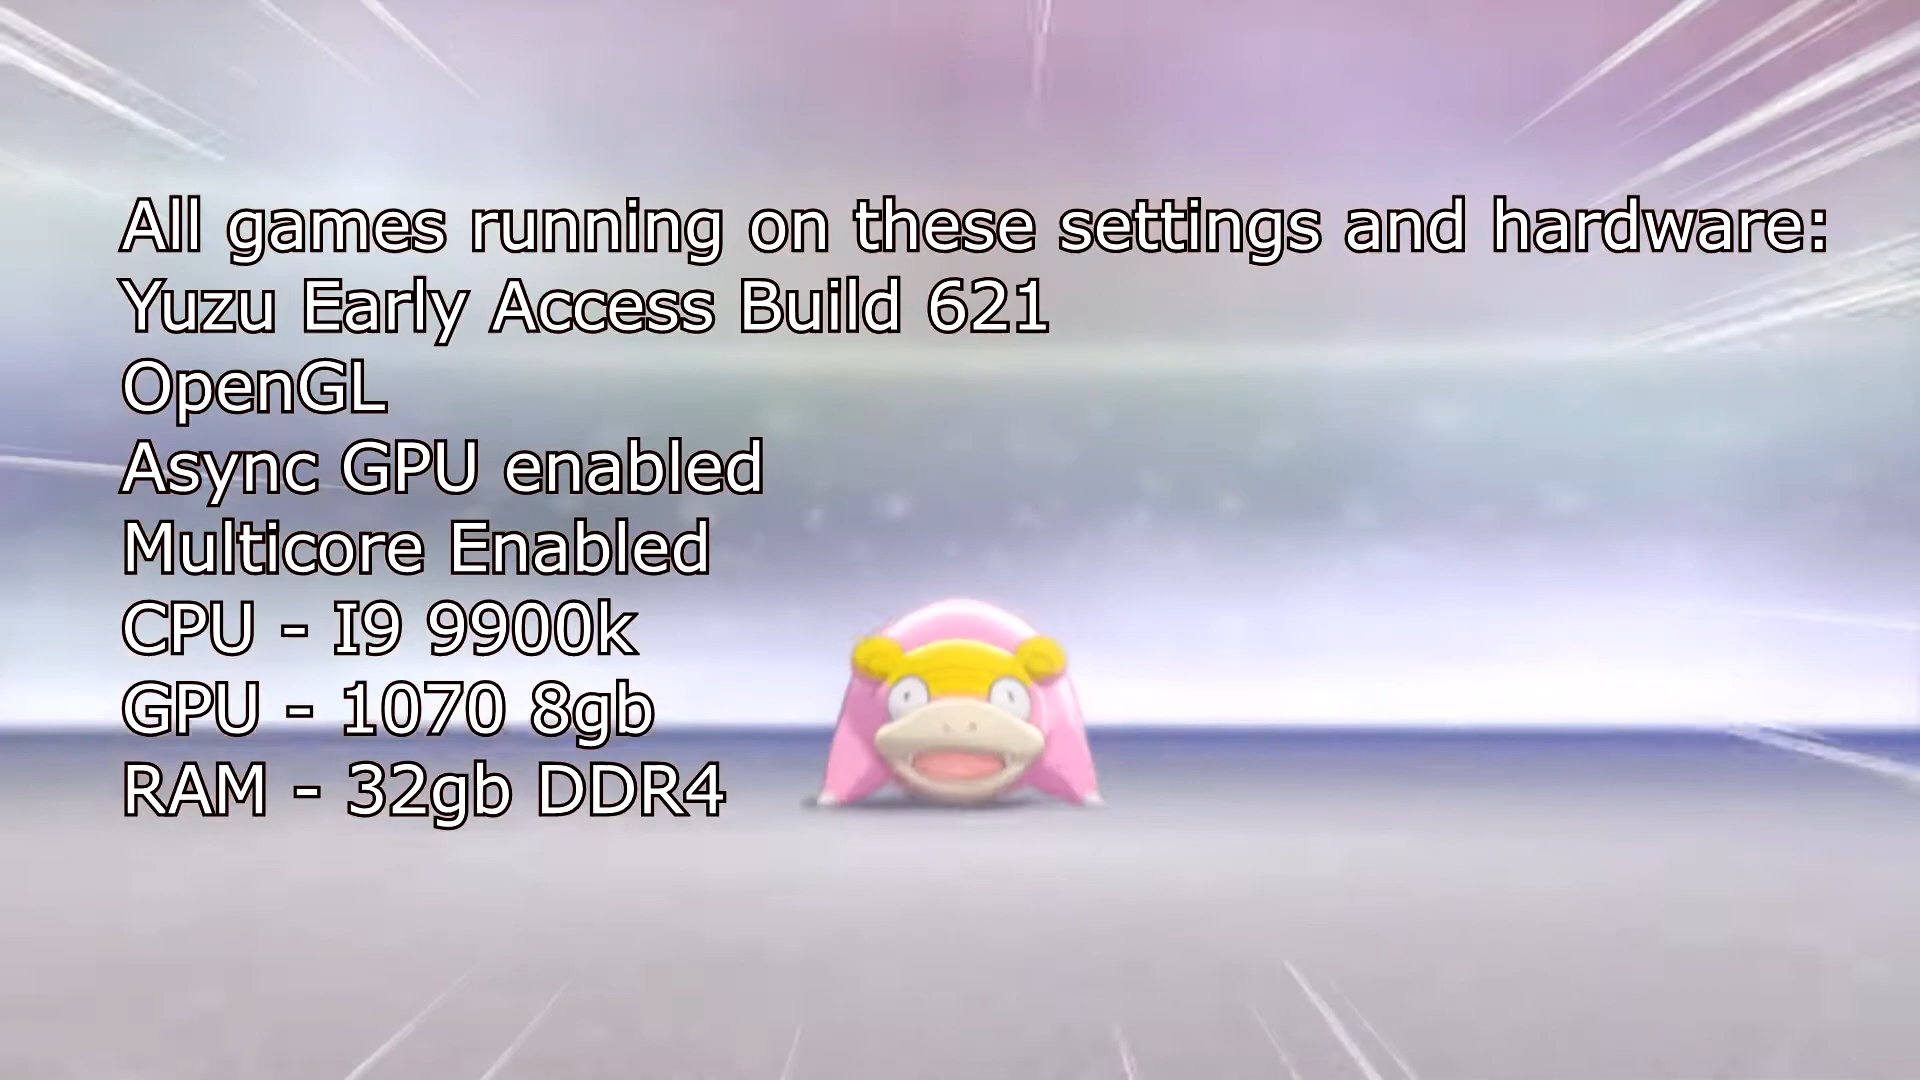 All games running on these settings and hardware:
Yuzu Early Access Build 621
OpenGL
Async GPU enabled
Multicore Enabled
CPU - I9 9900k
GPU - 1070 8gb
RAM - 32gb DDR4